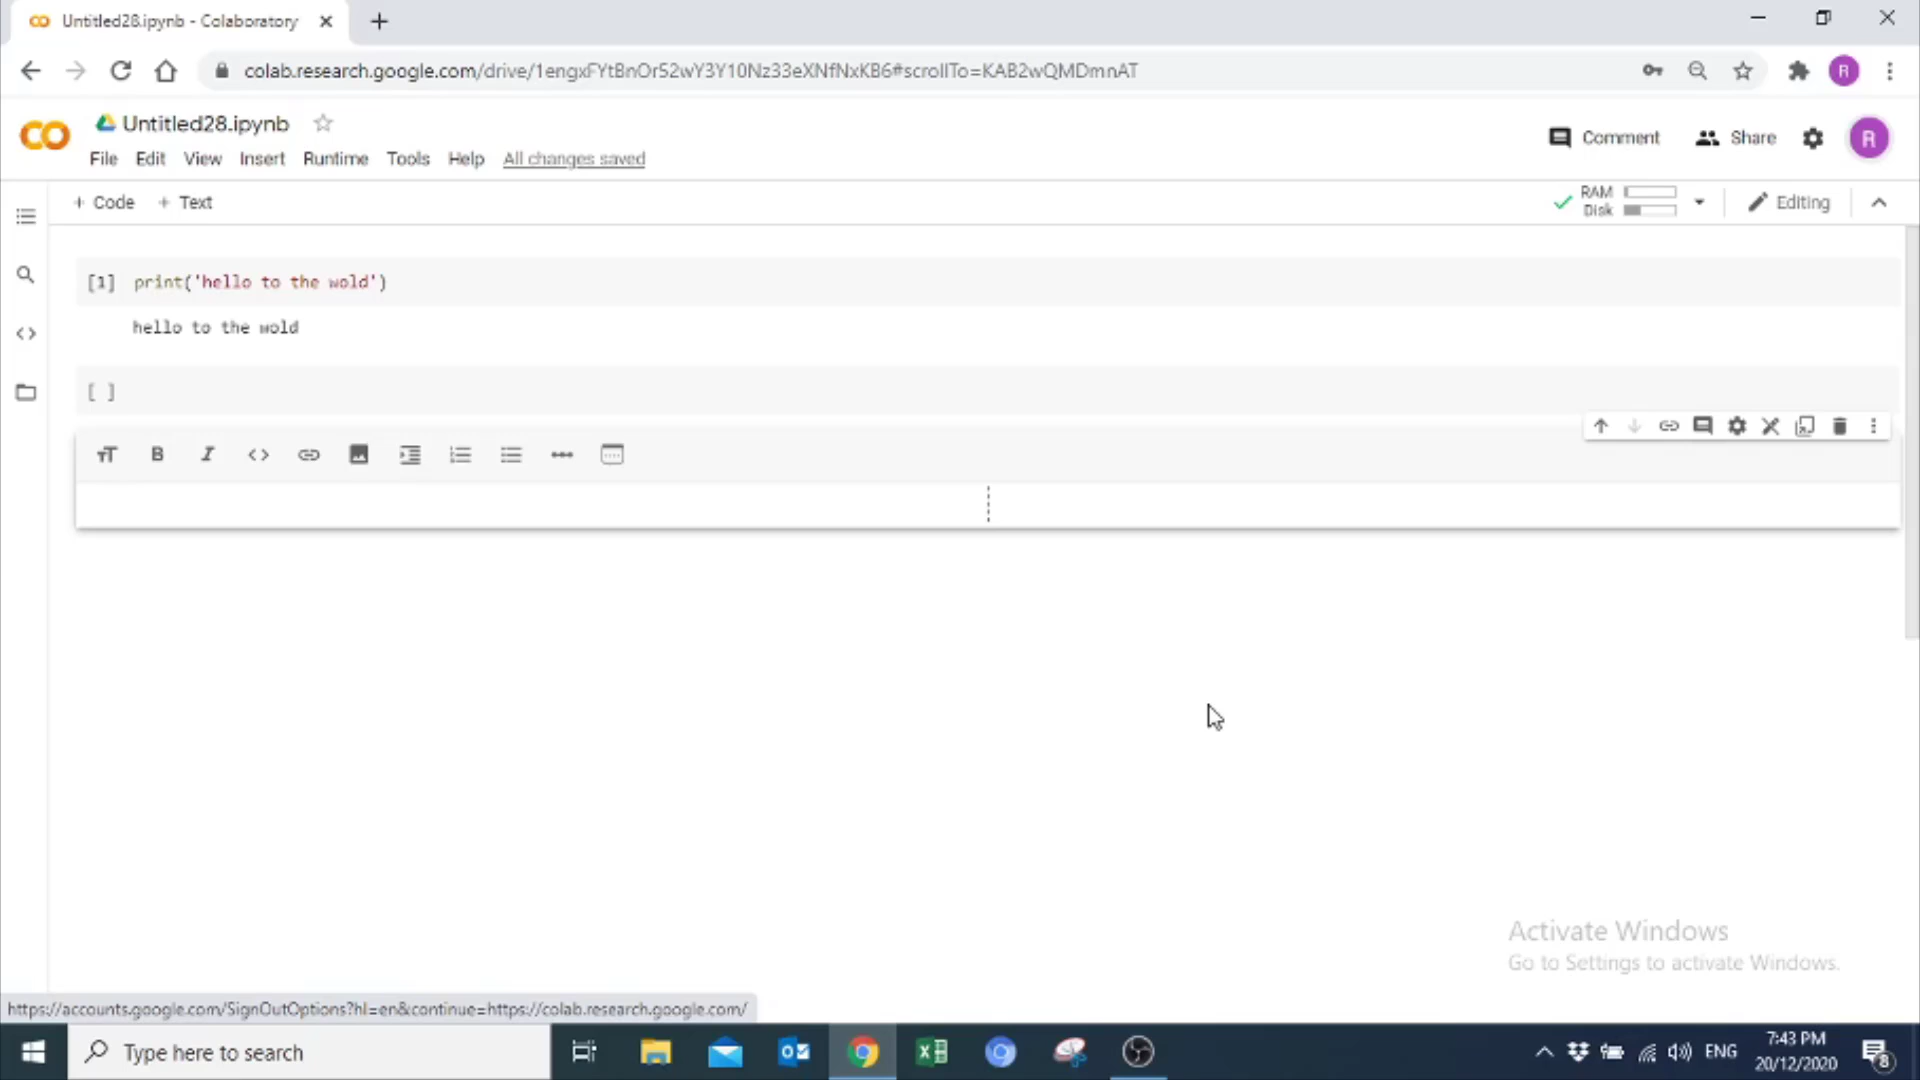 Untitled28.ipynb - Colaboratory
colab.research.google.com/drive/1engxFYtBnOr52wY3Y10Nz33eXNfNxKB6#scrollTo=KAB2wQMDmnAT
R
Untitled28.ipynb
Comment
Share
R
File Edit View Insert Runtime Tools Help All changes saved
+ Code + Text
RAM
Disk
Editing
[1] print('hello to the wold')
hello to the wold
[ ]
Activate Windows
Go to Settings to activate Windows.
https://accounts.google.com/SignOutOptions?hl=en&continue=https://colab.research.google.com/
Type here to search
ENG
7:43 PM
20/12/2020
8